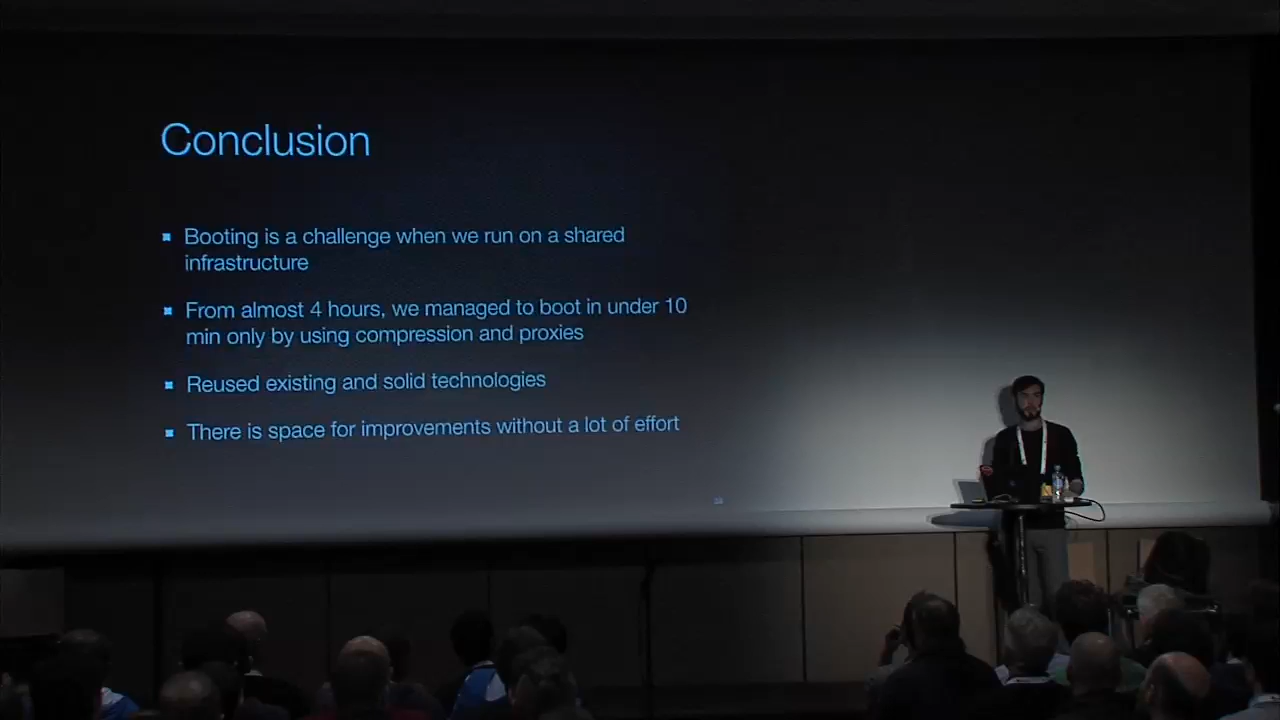 Conclusion
Booting is a challenge when we run on a shared
infrastructure
From almost 4 hours, we managed to boot in under 10
min only by using compression and proxies
Reused existing and solid technologies
There is space for improvements without a lot of effort